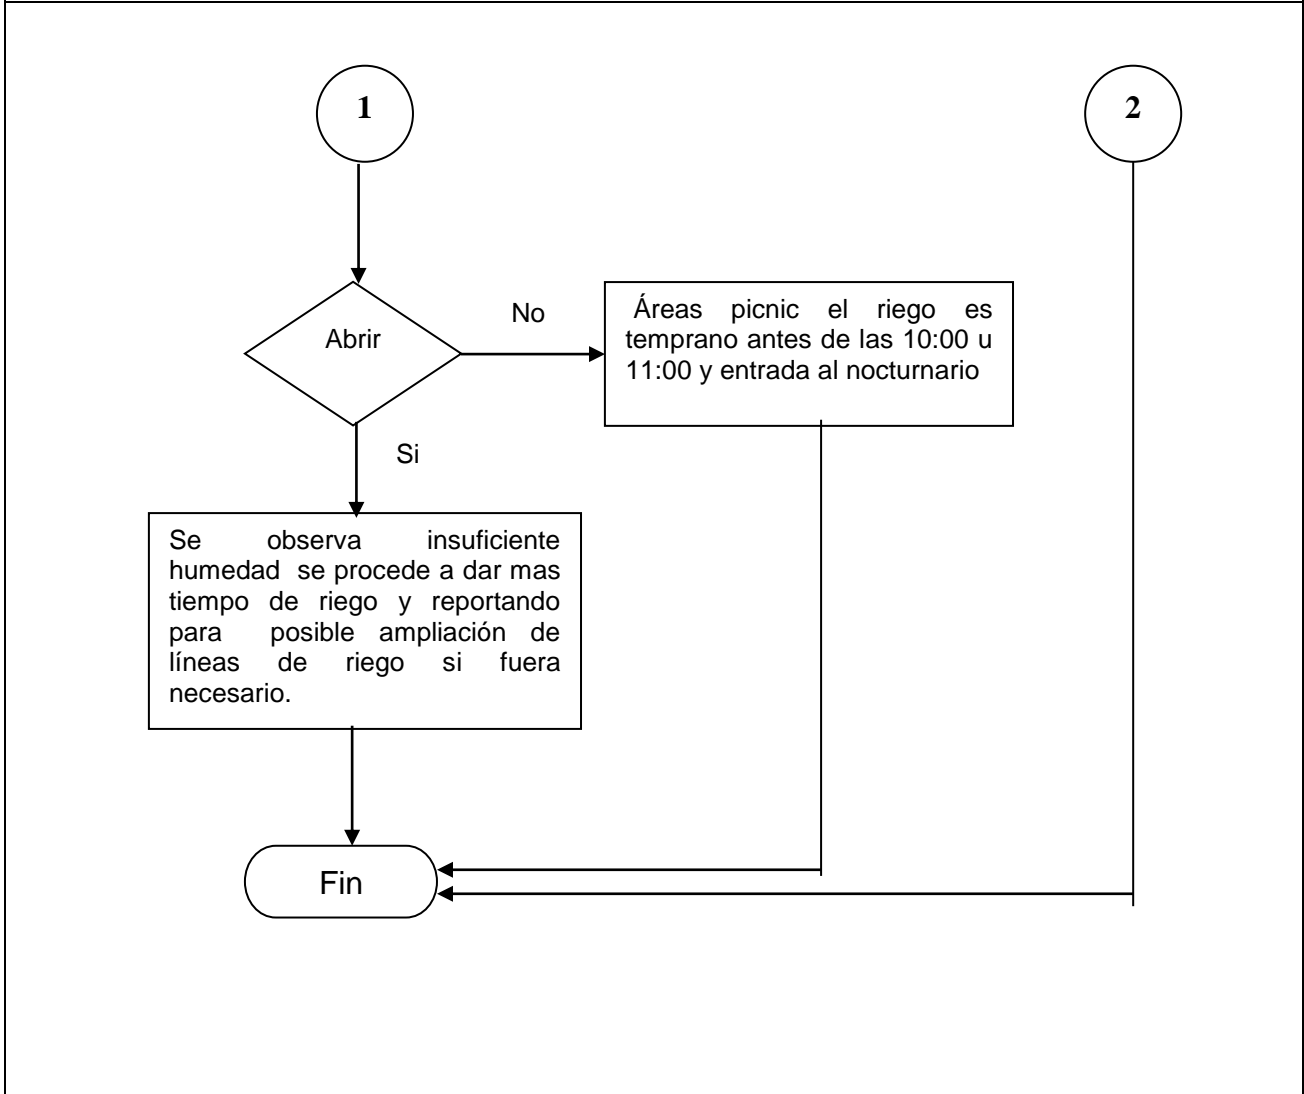 1
2
Abrir
No
Áreas picnic el riego es
temprano antes de las 10:00 u
11:00 y entrada al nocturnario
Si
Se observa insuficiente
humedad se procede a dar mas
tiempo de riego y reportando
para posible ampliación de
líneas de riego si fuera
necesario.
Fin